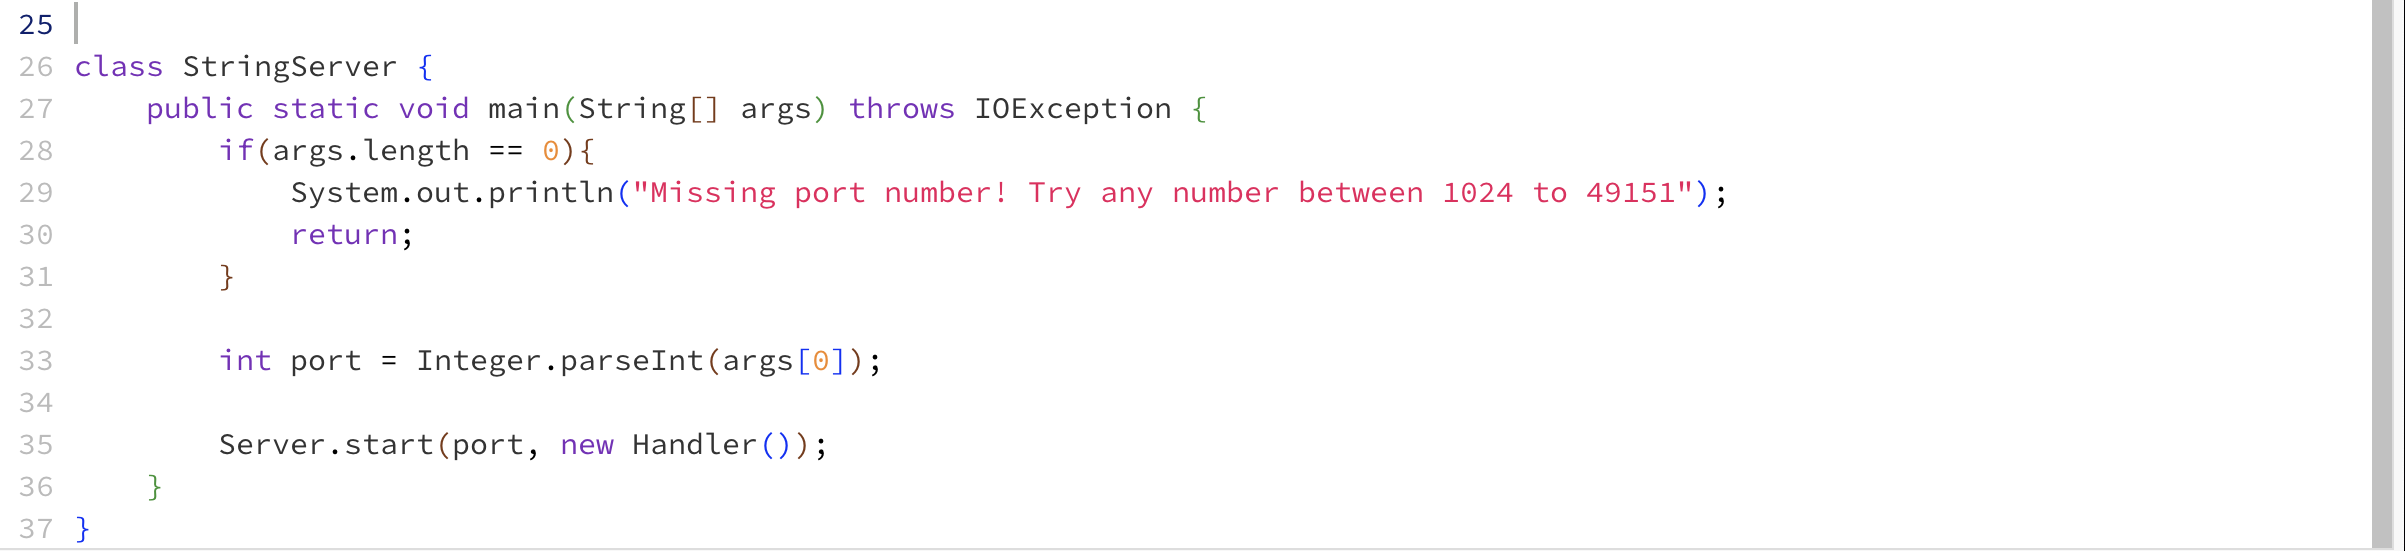 25
26 class StringServer {
27     public static void main(String[] args) throws IOException {
28         if(args.length == 0){
29             System.out.println("Missing port number! Try any number between 1024 to 49151");
30             return;
31         }
32
33         int port = Integer.parseInt(args[0]);
34
35         Server.start(port, new Handler());
36     }
37 }